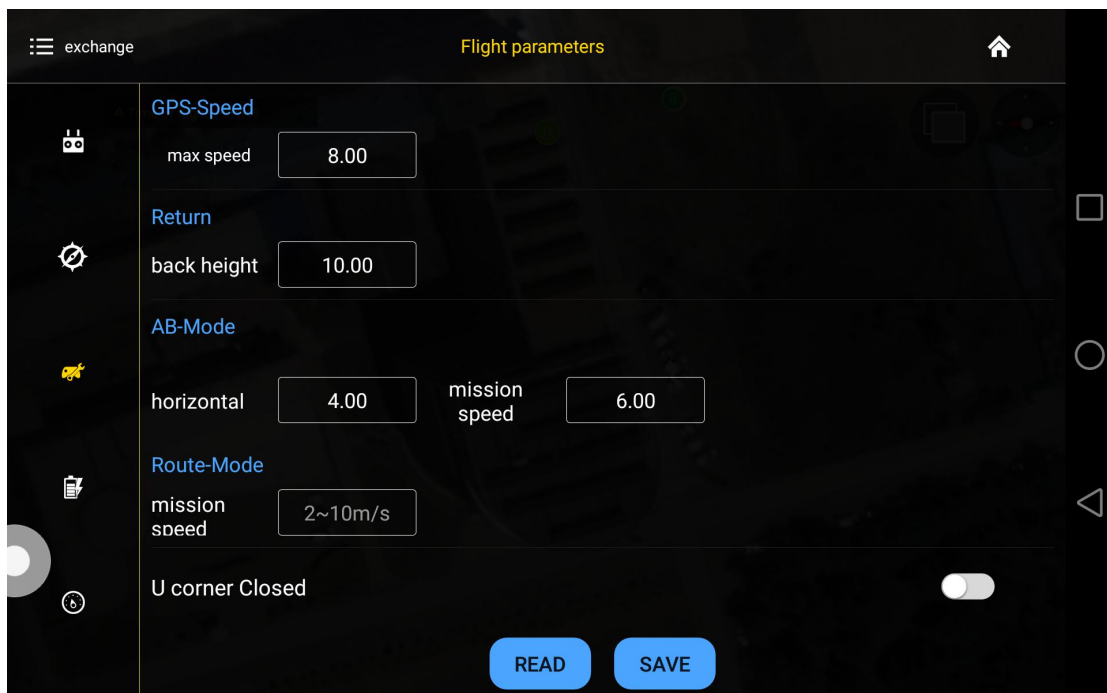 exchange
Flight parameters
GPS-Speed
max speed
8.00
Return
back height
10.00
AB-Mode
horizontal
4.00
mission
speed
6.00
Route-Mode
mission
speed
2~10m/s
U corner Closed
READ
SAVE